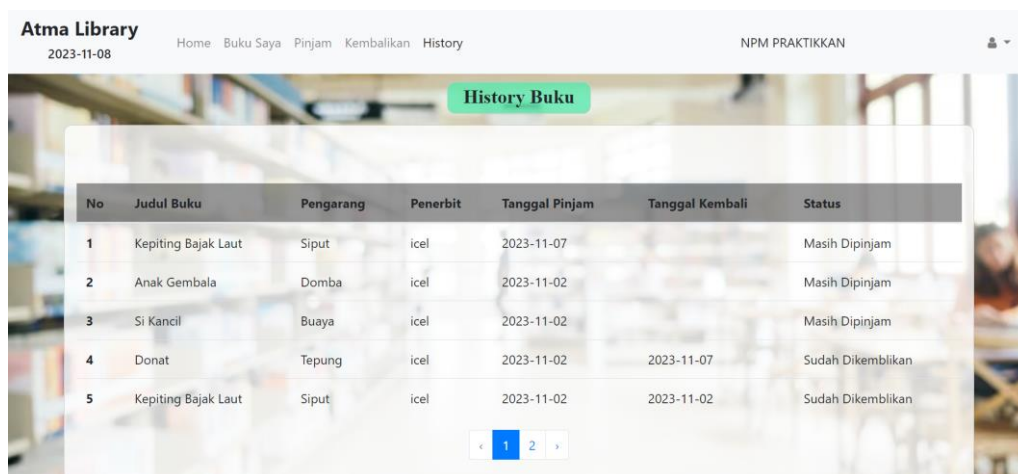 Atma Library
2023-11-08
Home Buku Saya Pinjam Kembalikan History
NPM PRAKTIKKAN
History Buku
No Judul Buku Pengarang Penerbit Tanggal Pinjam Tanggal Kembali Status
1 Kepiting Bajak Laut Siput icel 2023-11-07 Masih Dipinjam
2 Anak Gembala Domba icel 2023-11-02 Masih Dipinjam
3 Si Kancil Buaya icel 2023-11-02 Masih Dipinjam
4 Donat Tepung icel 2023-11-02 2023-11-07 Sudah Dikemblikan
5 Kepiting Bajak Laut Siput icel 2023-11-02 2023-11-02 Sudah Dikemblikan
‹ 1 2 ›